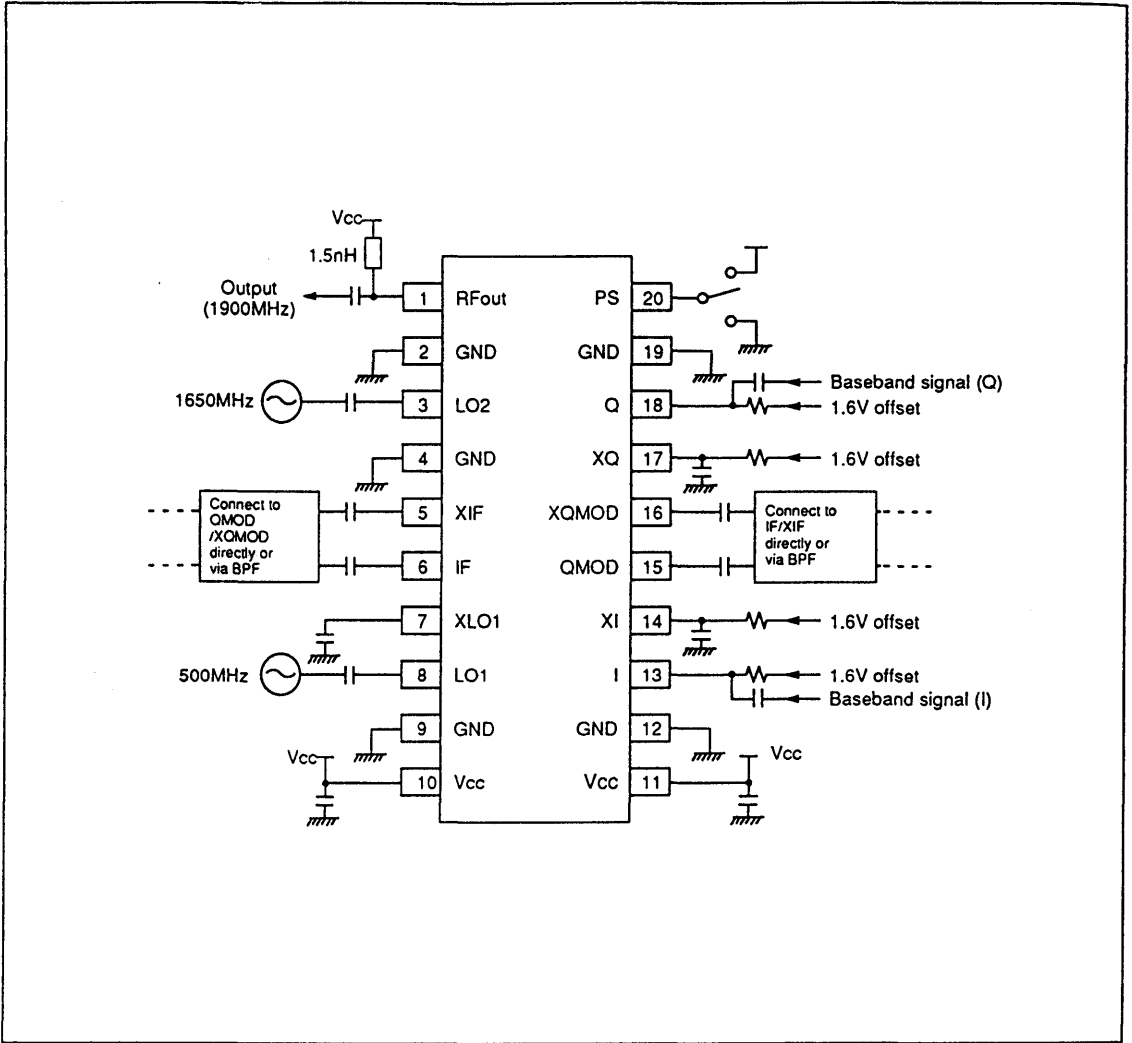 Vcc
1.5nH
Output
(1900MHz)
1 RFout
PS 20
2 GND
GND 19
1650MHz
3 LO2
Q 18
Baseband signal (Q)
1.6V offset
4 GND
XQ 17
1.6V offset
Connect to
QMOD
/XQMOD
directly or
via BPF
5 XIF
XQMOD 16
6 IF
QMOD 15
Connect to
IF/XIF
directly or
via BPF
7 XLO1
XI 14
1.6V offset
500MHz
8 LO1
I 13
1.6V offset
Baseband signal (I)
9 GND
GND 12
Vcc
10 Vcc
Vcc 11
Vcc